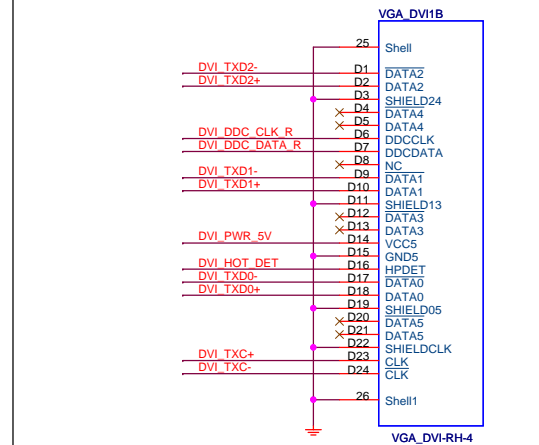 VGA_DVI1B
25 Shell
DVI_TXD2- D1 DATA2
DVI_TXD2+ D2 DATA2
D3 SHIELD24
D4 DATA4
D5 DATA4
DVI_DDC_CLK_R D6 DDCCLK
DVI_DDC_DATA_R D7 DDCDATA
D8 NC
DVI_TXD1- D9 DATA1
DVI_TXD1+ D10 DATA1
D11 SHIELD13
D12 DATA3
D13 DATA3
DVI_PWR_5V D14 VCC5
D15 GND5
DVI_HOT_DET D16 HPDET
DVI_TXD0- D17 DATA0
DVI_TXD0+ D18 DATA0
D19 SHIELD05
D20 DATA5
D21 DATA5
D22 SHIELDCLK
DVI_TXC+ D23 CLK
DVI_TXC- D24 CLK
26 Shell1
VGA_DVI-RH-4